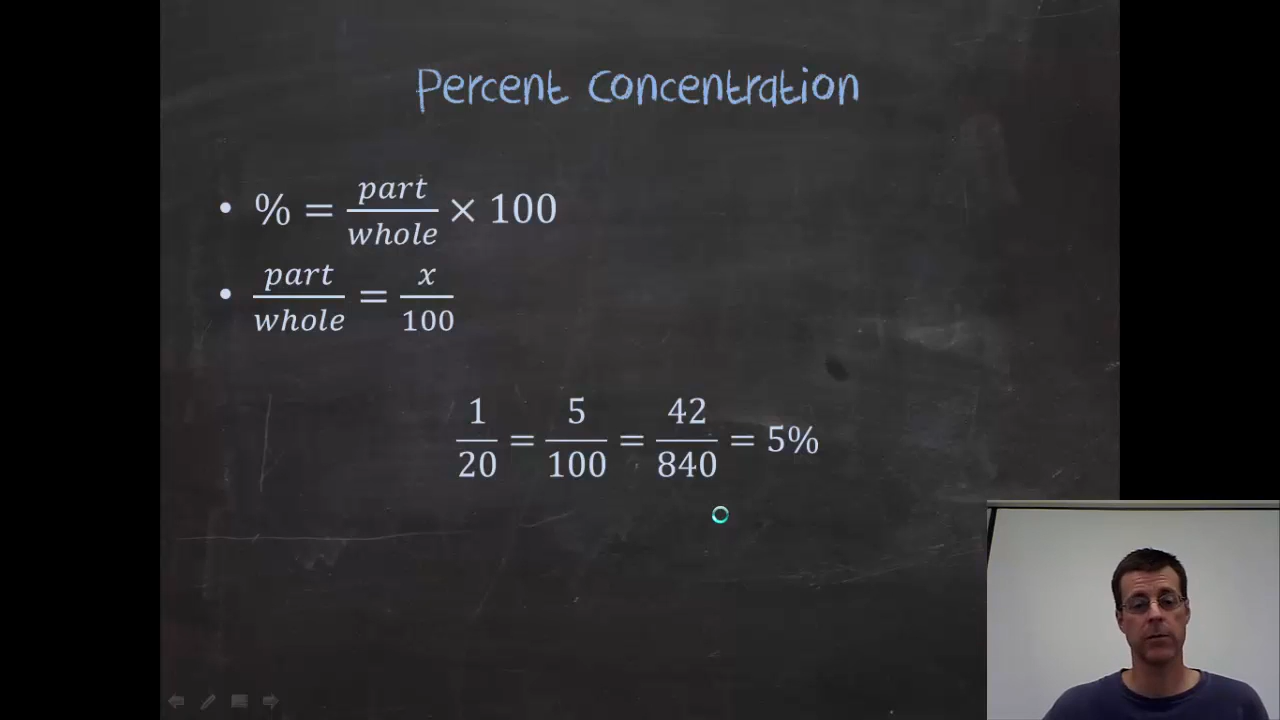 Percent Concentration
• % = part/whole × 100
• part/whole = x/100
1/20 = 5/100 = 42/840 = 5%